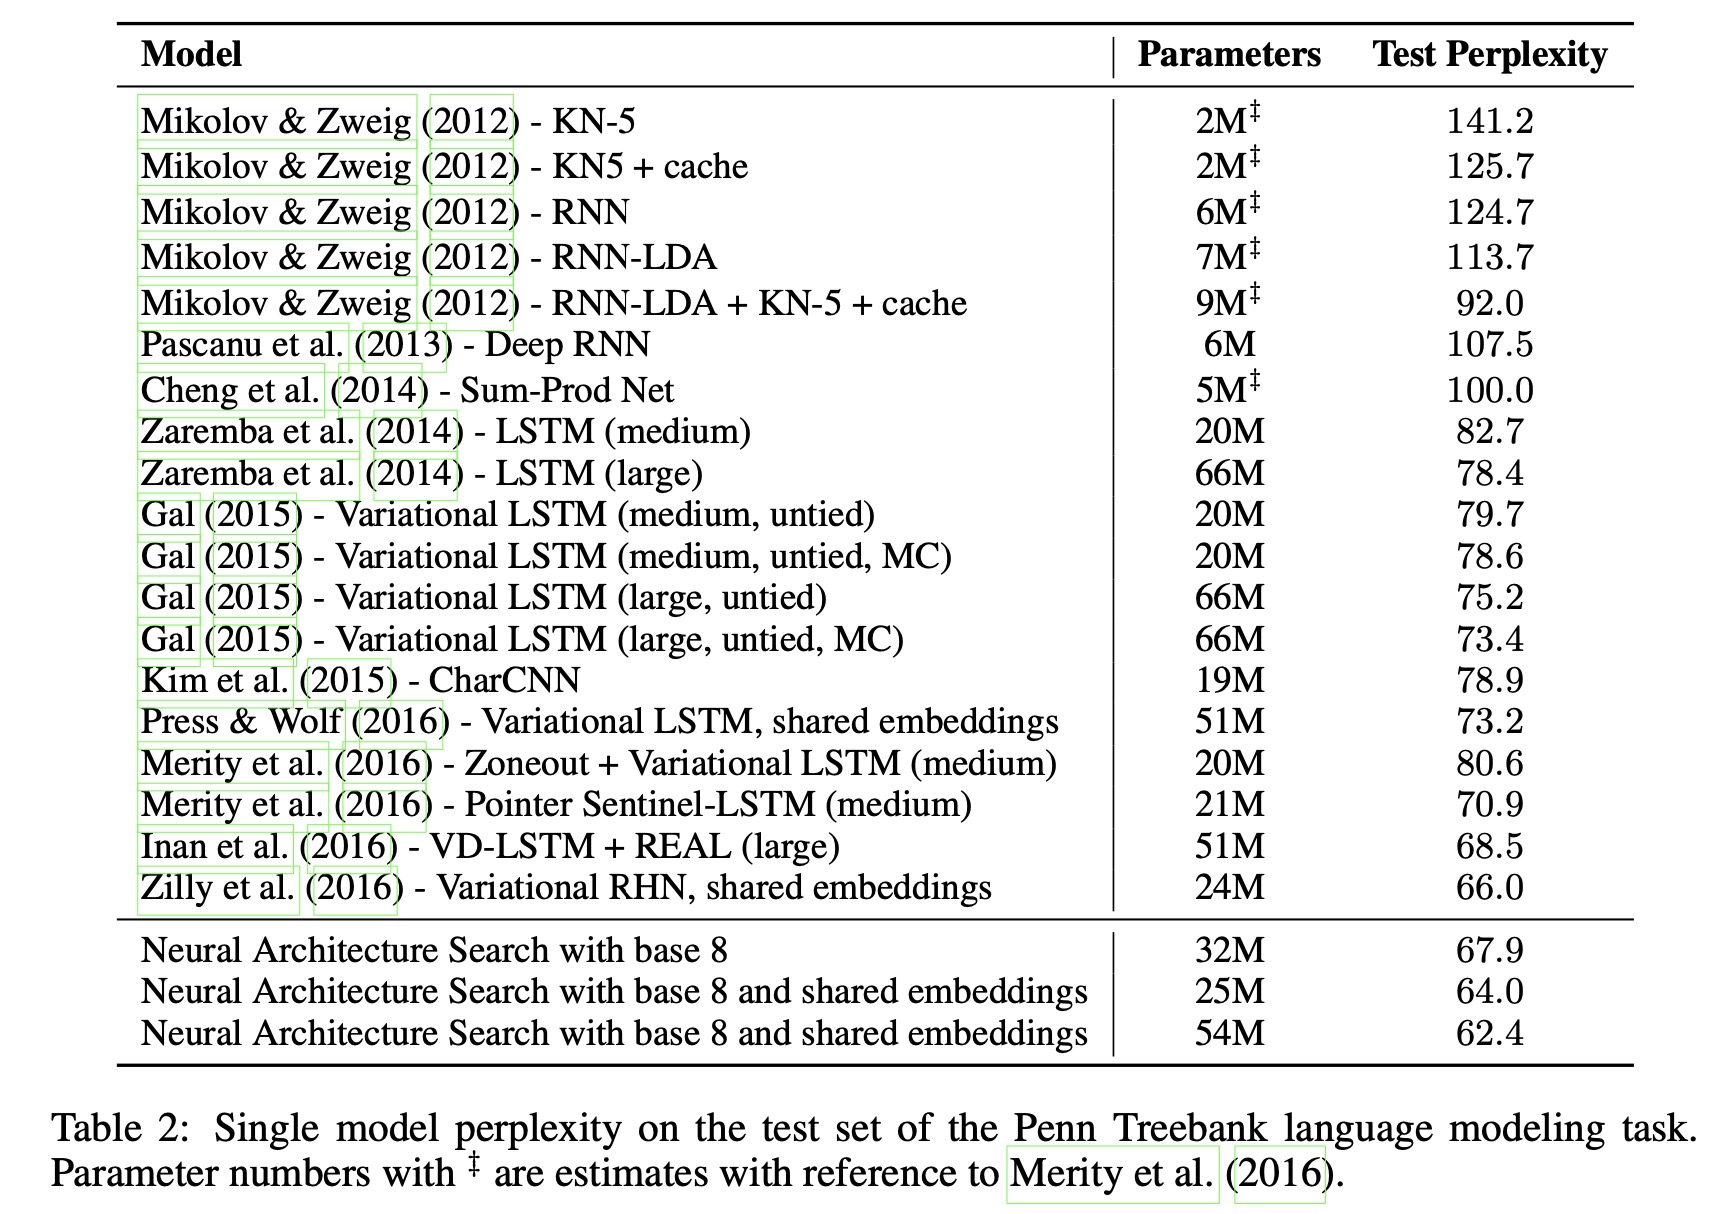 Model Parameters Test Perplexity
Mikolov & Zweig (2012) - KN-5 2M‡ 141.2
Mikolov & Zweig (2012) - KN5 + cache 2M‡ 125.7
Mikolov & Zweig (2012) - RNN 6M‡ 124.7
Mikolov & Zweig (2012) - RNN-LDA 7M‡ 113.7
Mikolov & Zweig (2012) - RNN-LDA + KN-5 + cache 9M‡ 92.0
Pascanu et al. (2013) - Deep RNN 6M 107.5
Cheng et al. (2014) - Sum-Prod Net 5M‡ 100.0
Zaremba et al. (2014) - LSTM (medium) 20M 82.7
Zaremba et al. (2014) - LSTM (large) 66M 78.4
Gal (2015) - Variational LSTM (medium, untied) 20M 79.7
Gal (2015) - Variational LSTM (medium, untied, MC) 20M 78.6
Gal (2015) - Variational LSTM (large, untied) 66M 75.2
Gal (2015) - Variational LSTM (large, untied, MC) 66M 73.4
Kim et al. (2015) - CharCNN 19M 78.9
Press & Wolf (2016) - Variational LSTM, shared embeddings 51M 73.2
Merity et al. (2016) - Zoneout + Variational LSTM (medium) 20M 80.6
Merity et al. (2016) - Pointer Sentinel-LSTM (medium) 21M 70.9
Inan et al. (2016) - VD-LSTM + REAL (large) 51M 68.5
Zilly et al. (2016) - Variational RHN, shared embeddings 24M 66.0
Neural Architecture Search with base 8 32M 67.9
Neural Architecture Search with base 8 and shared embeddings 25M 64.0
Neural Architecture Search with base 8 and shared embeddings 54M 62.4
Table 2: Single model perplexity on the test set of the Penn Treebank language modeling task.
Parameter numbers with ‡ are estimates with reference to Merity et al. (2016).